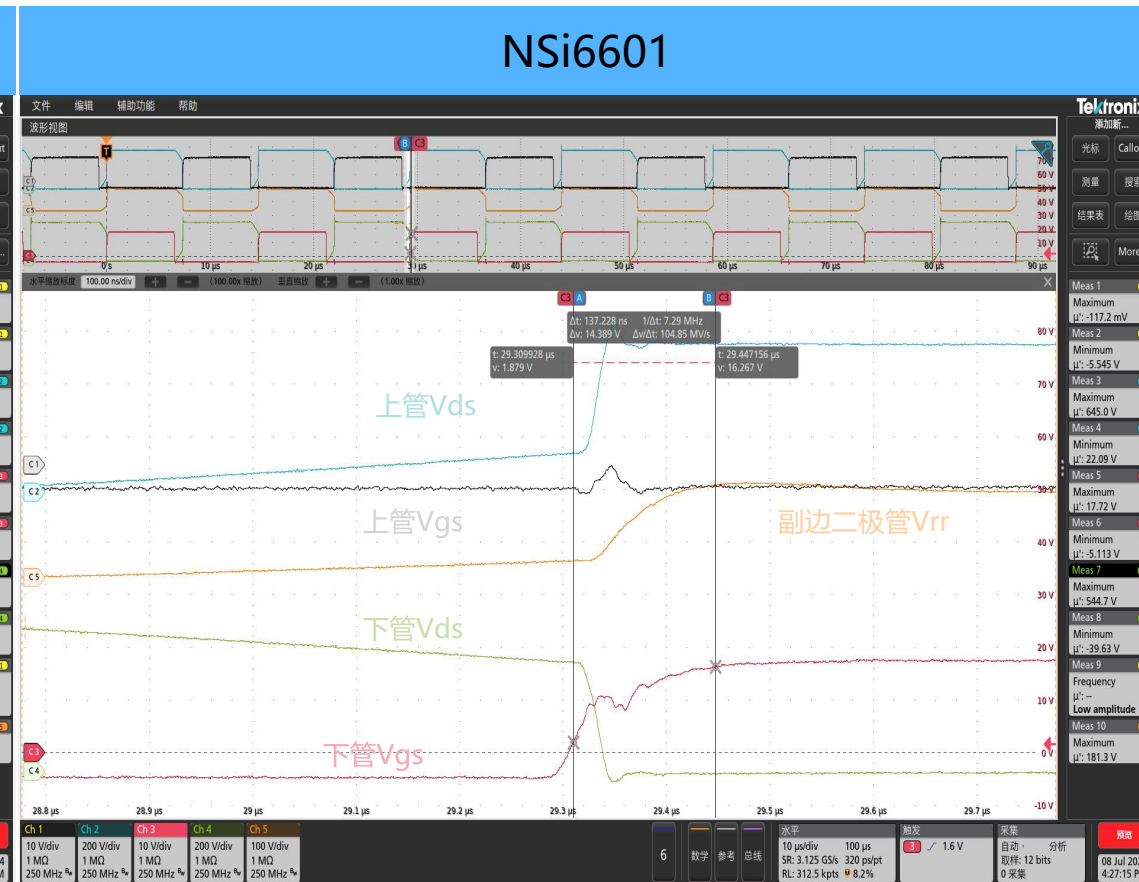 NSi6601
文件 编辑 辅助功能 帮助
Tektronix
波形视图
添加新...
光标 Callo
测量 搜索
结果表 绘图
More
T
B C3
C1
C2
C5
70 V
60 V
50 V
40 V
30 V
20 V
10 V
0 s 10 µs 20 µs 40 µs 50 µs 60 µs 70 µs 80 µs 90 µs
水平缩放标度 100.00 ns/div + − (100.00x 缩放) 垂直缩放 + − (1.00x 缩放) X
C3 A B C3
Δt: 137.228 ns 1/Δt: 7.29 MHz
Δv: 14.389 V Δv/Δt: 104.85 MV/s
t: 29.309928 µs
v: 1.879 V
t: 29.447156 µs
v: 16.267 V
80 V
70 V
60 V
40 V
30 V
20 V
10 V
0 V
-10 V
上管Vds
C1
C2
上管Vgs
副边二极管Vrr
C5
下管Vds
下管Vgs
C3
C4
28.8 µs 28.9 µs 29 µs 29.1 µs 29.2 µs 29.3 µs 29.4 µs 29.5 µs 29.6 µs 29.7 µs
Meas 1
Maximum
µ': -117.2 mV
Meas 2
Minimum
µ': -5.545 V
Meas 3
Maximum
µ': 645.0 V
Meas 4
Minimum
µ': 22.09 V
Meas 5
Maximum
µ': 17.72 V
Meas 6
Minimum
µ': -5.113 V
Meas 7
Maximum
µ': 544.7 V
Meas 8
Minimum
µ': -39.63 V
Meas 9
Frequency
µ': --
Low amplitude
Meas 10
Maximum
µ': 181.3 V
Ch 1 Ch 2 Ch 3 Ch 4 Ch 5
10 V/div 200 V/div 10 V/div 200 V/div 100 V/div
1 MΩ 1 MΩ 1 MΩ 1 MΩ 1 MΩ
250 MHz 250 MHz 250 MHz 250 MHz 250 MHz
6 数学 参考 总线
水平
10 µs/div 100 µs
SR: 3.125 GS/s 320 ps/pt
RL: 312.5 kpts 8.2%
触发
3 1.6 V
采集
自动, 分析
取样: 12 bits
0 采集
预览
08 Jul 202
4:27:15 P